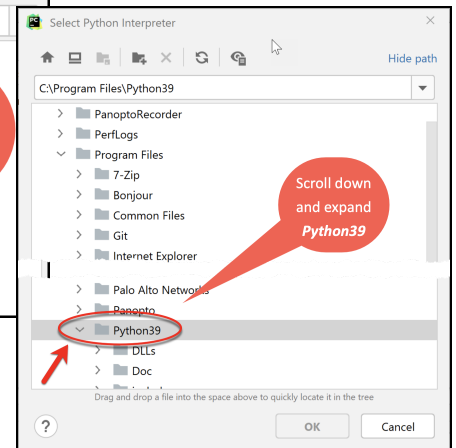 Select Python Interpreter
Hide path
C:\Program Files\Python39
PanoptoRecorder
PerfLogs
Program Files
7-Zip
Bonjour
Common Files
Git
Internet Explorer
Scroll down
and expand
Python39
Palo Alto Networks
Panopto
Python39
DLLs
Doc
Drag and drop a file into the space above to quickly locate it in the tree
?
OK
Cancel